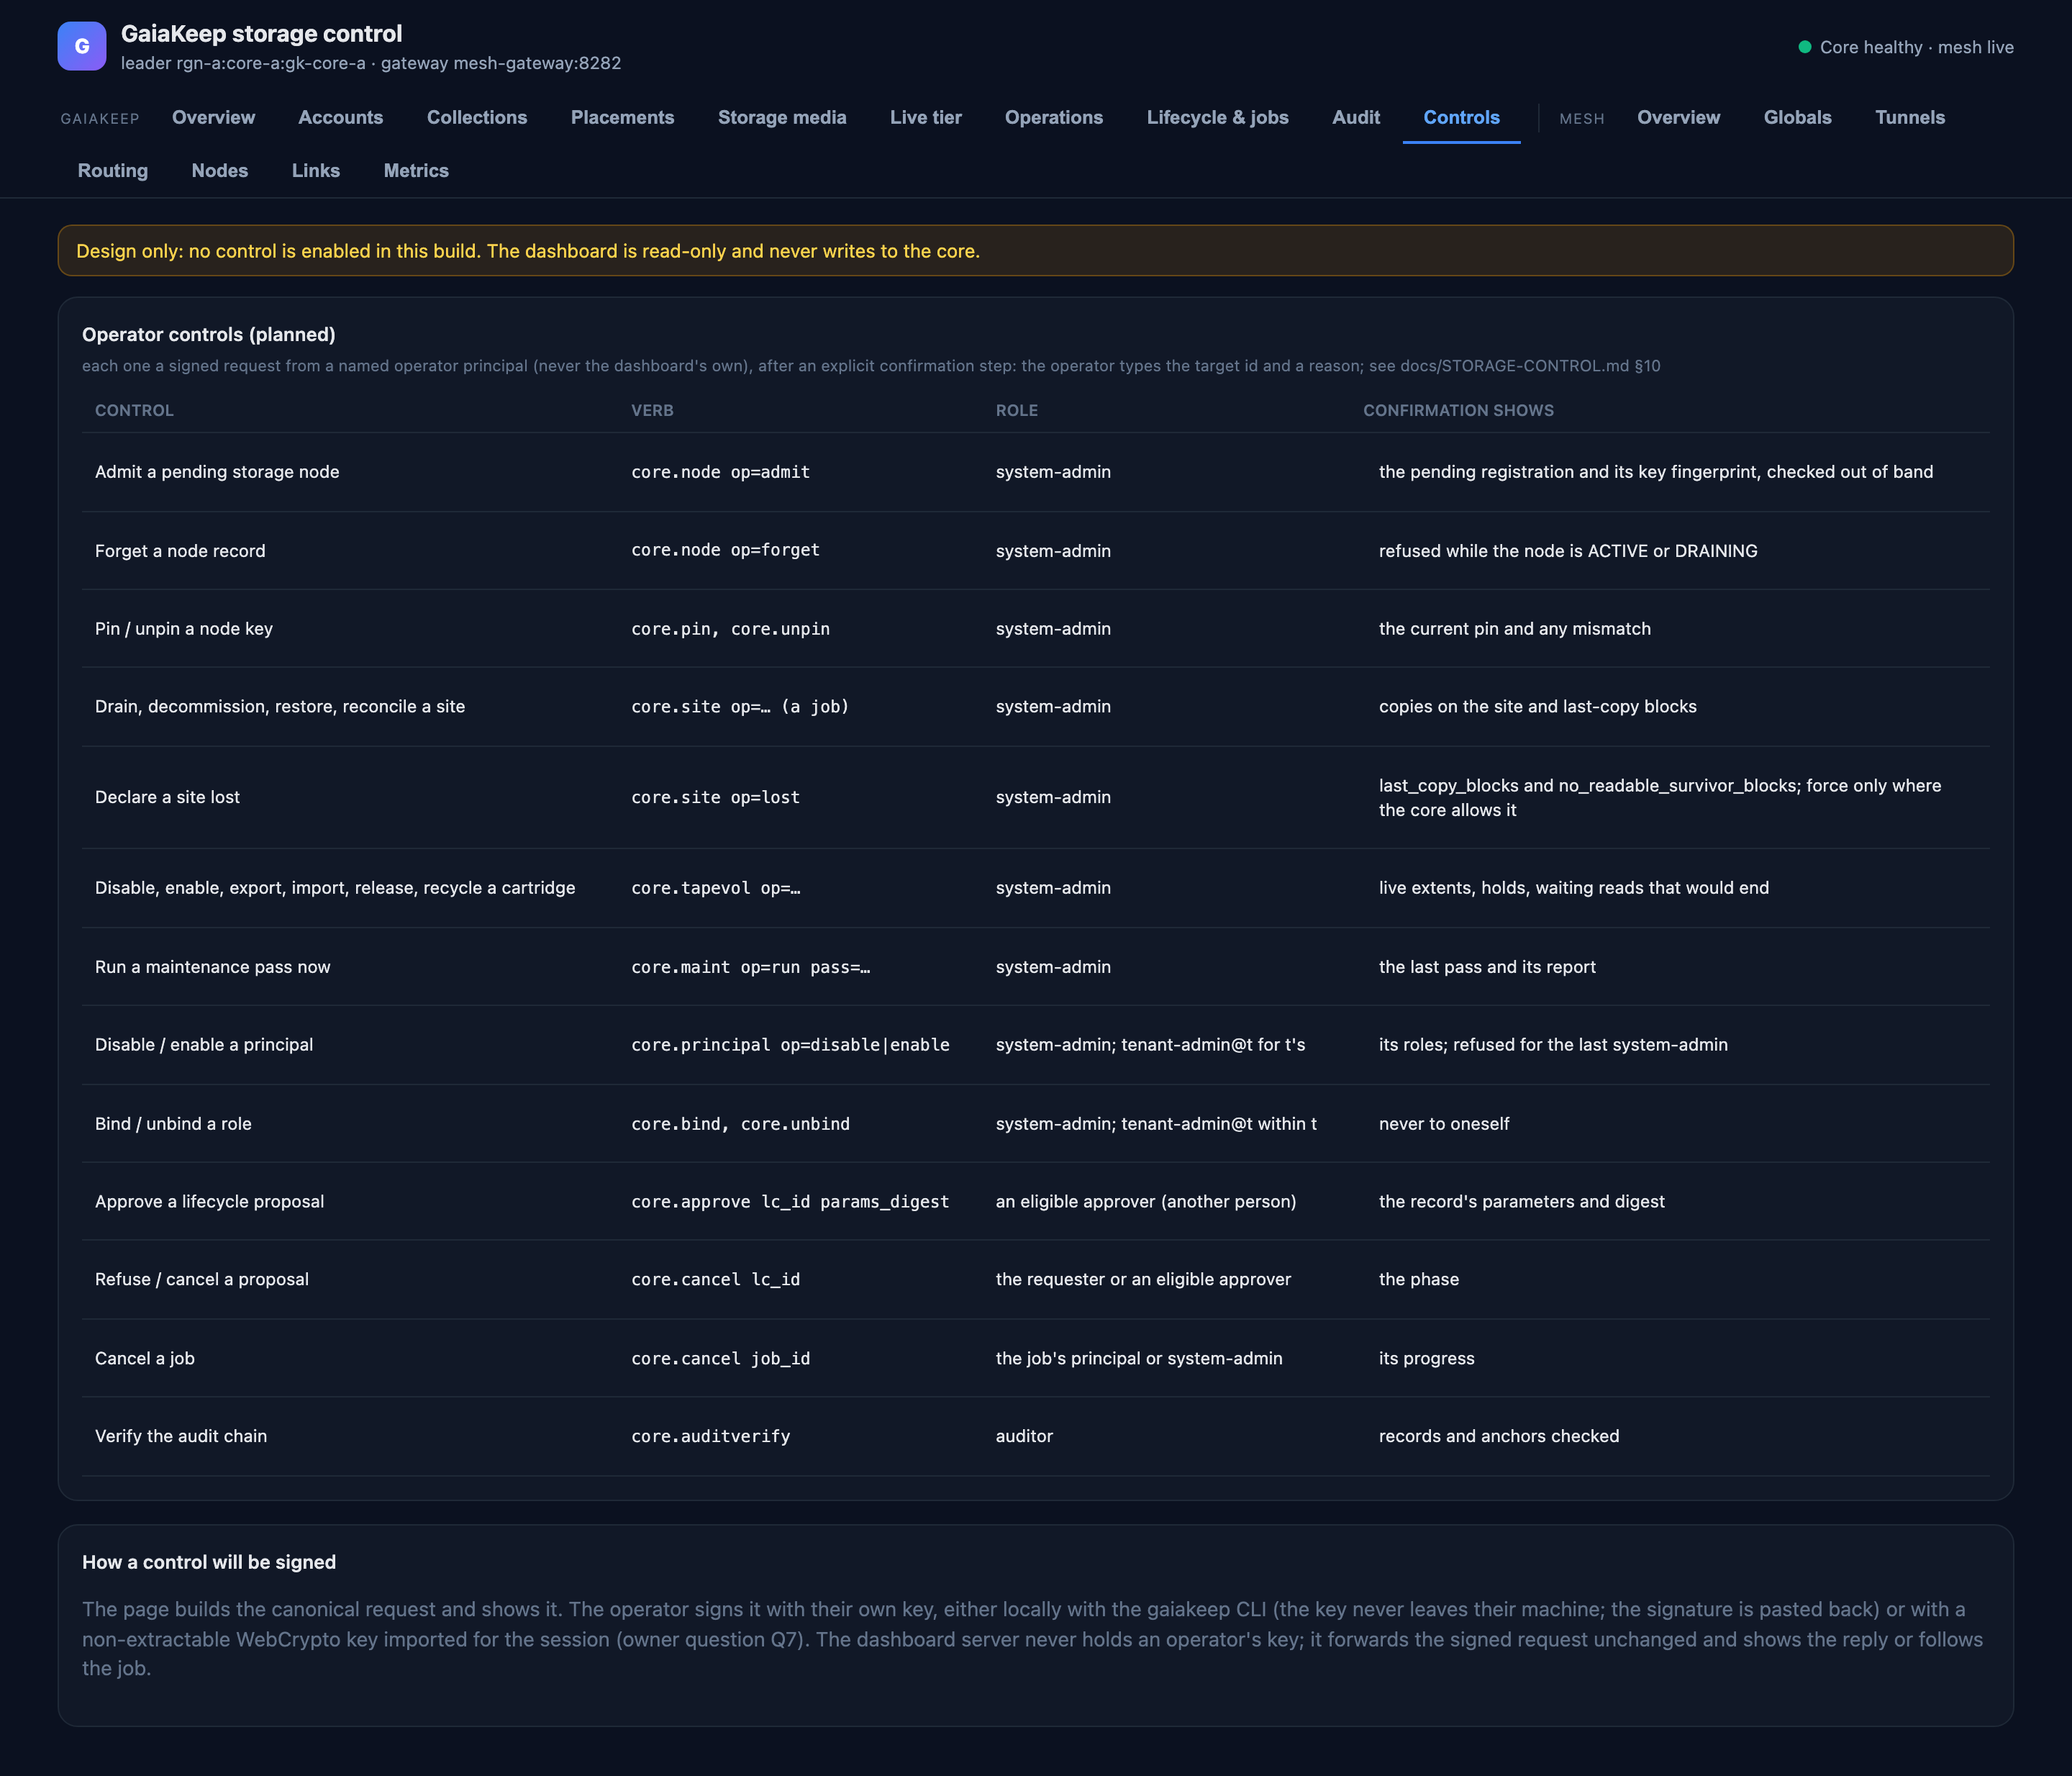 G
GaiaKeep storage control
leader rgn-a:core-a:gk-core-a · gateway mesh-gateway:8282
Core healthy · mesh live
GAIAKEEP Overview Accounts Collections Placements Storage media Live tier Operations Lifecycle & jobs Audit Controls MESH Overview Globals Tunnels
Routing Nodes Links Metrics
Design only: no control is enabled in this build. The dashboard is read-only and never writes to the core.
Operator controls (planned)
each one a signed request from a named operator principal (never the dashboard's own), after an explicit confirmation step: the operator types the target id and a reason; see docs/STORAGE-CONTROL.md §10
CONTROL VERB ROLE CONFIRMATION SHOWS
Admit a pending storage node core.node op=admit system-admin the pending registration and its key fingerprint, checked out of band
Forget a node record core.node op=forget system-admin refused while the node is ACTIVE or DRAINING
Pin / unpin a node key core.pin, core.unpin system-admin the current pin and any mismatch
Drain, decommission, restore, reconcile a site core.site op=… (a job) system-admin copies on the site and last-copy blocks
Declare a site lost core.site op=lost system-admin last_copy_blocks and no_readable_survivor_blocks; force only where
the core allows it
Disable, enable, export, import, release, recycle a cartridge core.tapevol op=… system-admin live extents, holds, waiting reads that would end
Run a maintenance pass now core.maint op=run pass=… system-admin the last pass and its report
Disable / enable a principal core.principal op=disable|enable system-admin; tenant-admin@t for t's its roles; refused for the last system-admin
Bind / unbind a role core.bind, core.unbind system-admin; tenant-admin@t within t never to oneself
Approve a lifecycle proposal core.approve lc_id params_digest an eligible approver (another person) the record's parameters and digest
Refuse / cancel a proposal core.cancel lc_id the requester or an eligible approver the phase
Cancel a job core.cancel job_id the job's principal or system-admin its progress
Verify the audit chain core.auditverify auditor records and anchors checked
How a control will be signed
The page builds the canonical request and shows it. The operator signs it with their own key, either locally with the gaiakeep CLI (the key never leaves their machine; the signature is pasted back) or with a
non-extractable WebCrypto key imported for the session (owner question Q7). The dashboard server never holds an operator's key; it forwards the signed request unchanged and shows the reply or follows
the job.